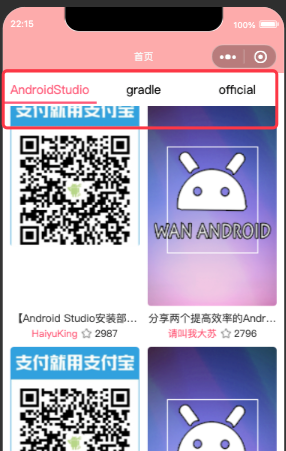 22:15
100%
首页
AndroidStudio gradle official
支付就用支付宝
WAN ANDROID
【Android Studio安装部...
分享两个提高效率的Andr...
HaiyuKing 2987
请叫我大苏 2796
支付就用支付宝